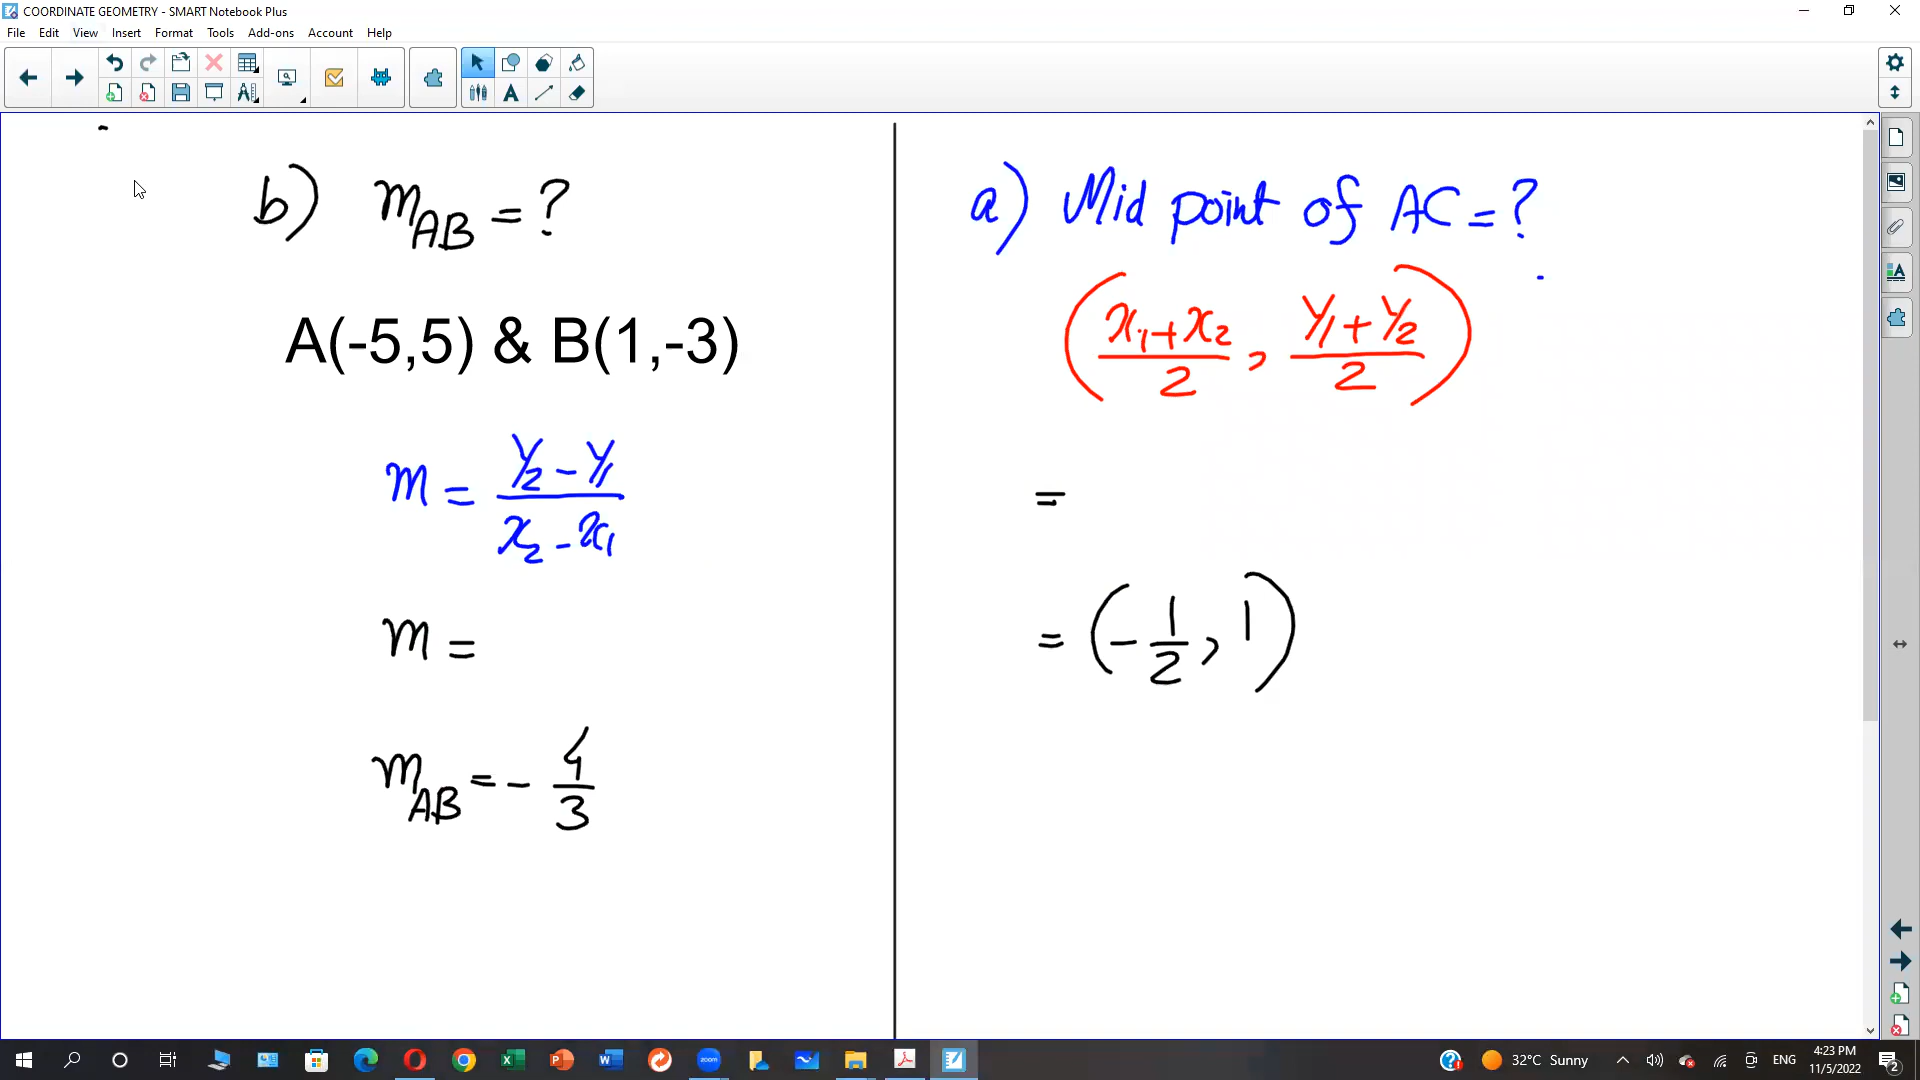 COORDINATE GEOMETRY - SMART Notebook Plus
File Edit View Insert Format Tools Add-ons Account Help
b) m_AB = ?
A(-5,5) & B(1,-3)
m = (y₂ - y₁)/(x₂ - x₁)
m =
m_AB = - 4/3
a) Mid point of AC = ?
((x₁ + x₂)/2 , (y₁ + y₂)/2)
=
= (- 1/2 , 1)
zoom
32°C Sunny
ENG
4:23 PM
11/5/2022
2